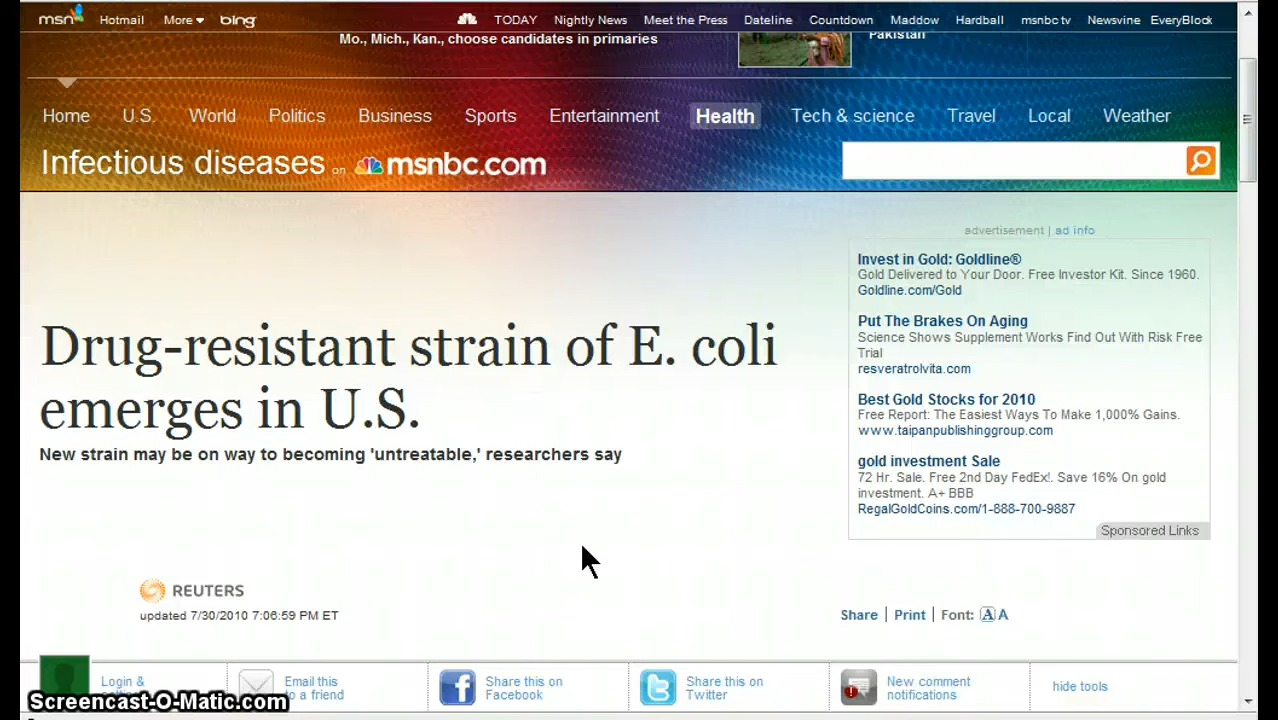 msn Hotmail More bing TODAY Nightly News Meet the Press Dateline Countdown Maddow Hardball msnbc tv Newsvine EveryBlock
Mo., Mich., Kan., choose candidates in primaries
Pakistan
Home U.S. World Politics Business Sports Entertainment Health Tech & science Travel Local Weather
Infectious diseases on msnbc.com
advertisement | ad info
Invest in Gold: Goldline®
Gold Delivered to Your Door. Free Investor Kit. Since 1960.
Goldline.com/Gold
Put The Brakes On Aging
Science Shows Supplement Works Find Out With Risk Free
Trial
resveratrolvita.com
Best Gold Stocks for 2010
Free Report: The Easiest Ways To Make 1,000% Gains.
www.taipanpublishinggroup.com
gold investment Sale
72 Hr. Sale. Free 2nd Day FedEx!. Save 16% On gold
investment. A+ BBB
RegalGoldCoins.com/1-888-700-9887
Sponsored Links
Drug-resistant strain of E. coli
emerges in U.S.
New strain may be on way to becoming 'untreatable,' researchers say
REUTERS
updated 7/30/2010 7:06:59 PM ET
Share | Print | Font: A A
Login &
Email this
to a friend
Share this on
Facebook
Share this on
Twitter
New comment
notifications
hide tools
Screencast-O-Matic.com